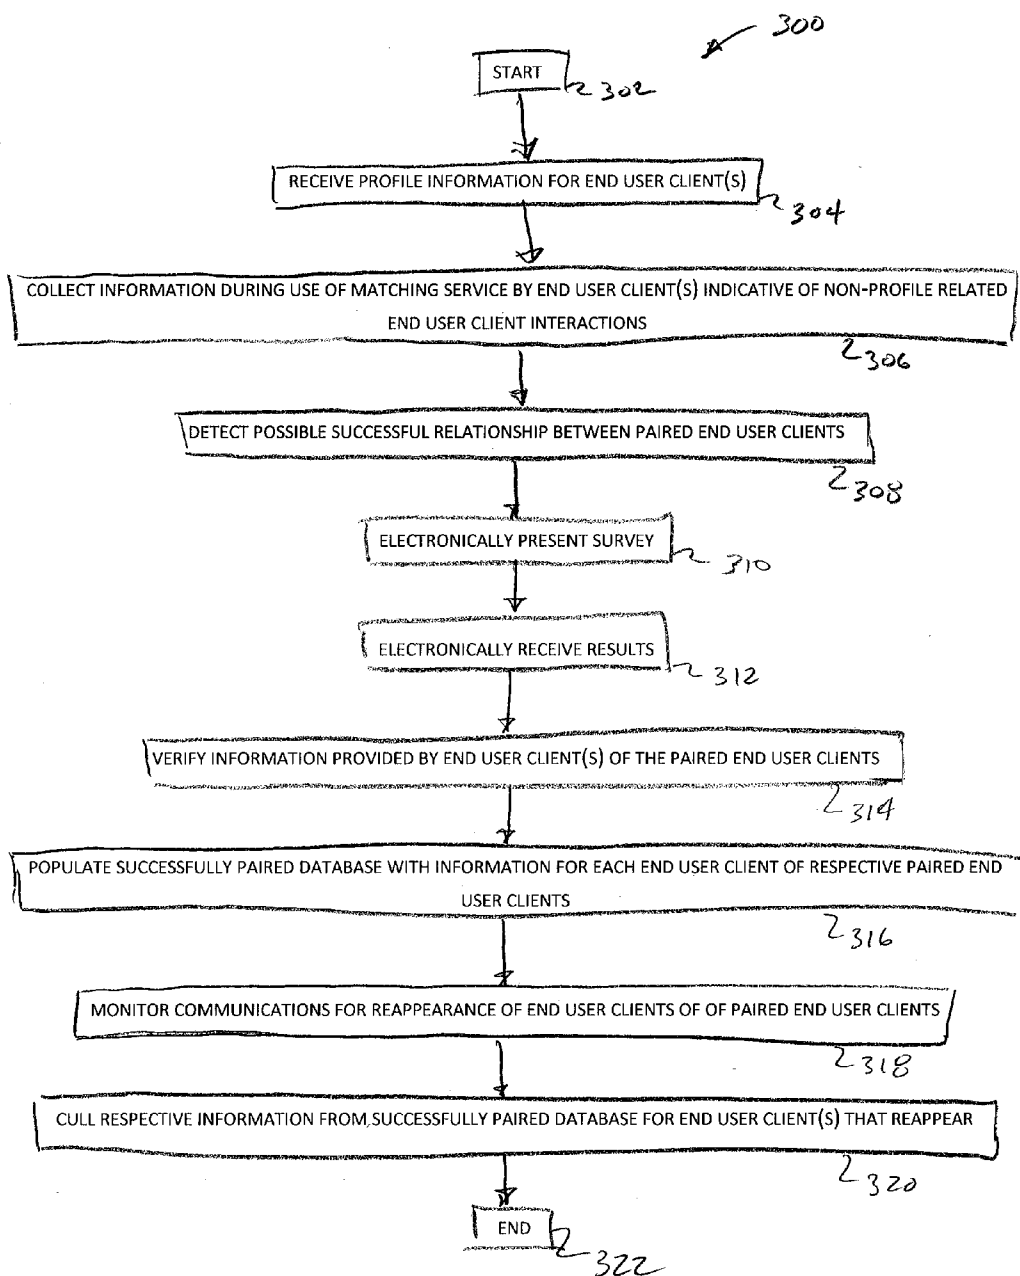 300
START
302
RECEIVE PROFILE INFORMATION FOR END USER CLIENT(S)
304
COLLECT INFORMATION DURING USE OF MATCHING SERVICE BY END USER CLIENT(S) INDICATIVE OF NON-PROFILE RELATED
END USER CLIENT INTERACTIONS
306
DETECT POSSIBLE SUCCESSFUL RELATIONSHIP BETWEEN PAIRED END USER CLIENTS
308
ELECTRONICALLY PRESENT SURVEY
310
ELECTRONICALLY RECEIVE RESULTS
312
VERIFY INFORMATION PROVIDED BY END USER CLIENT(S) OF THE PAIRED END USER CLIENTS
314
POPULATE SUCCESSFULLY PAIRED DATABASE WITH INFORMATION FOR EACH END USER CLIENT OF RESPECTIVE PAIRED END
USER CLIENTS
316
MONITOR COMMUNICATIONS FOR REAPPEARANCE OF END USER CLIENTS OF OF PAIRED END USER CLIENTS
318
CULL RESPECTIVE INFORMATION FROM SUCCESSFULLY PAIRED DATABASE FOR END USER CLIENT(S) THAT REAPPEAR
320
END
322